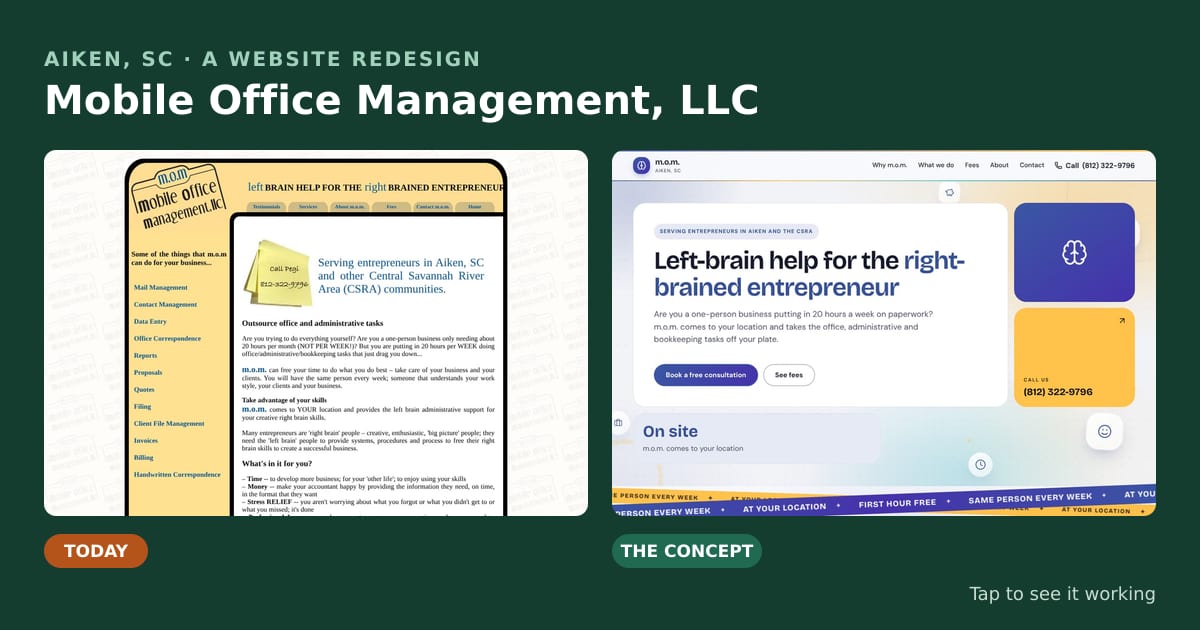 AIKEN, SC · A WEBSITE REDESIGN
Mobile Office Management, LLC
m.o.m
mobile office
management,llc
left BRAIN HELP FOR THE right BRAINED ENTREPRENEUR
Testimonials
Services
About m.o.m.
Fees
Contact m.o.m.
Home
Some of the things that m.o.m
can do for your business...
Mail Management
Contact Management
Data Entry
Office Correspondence
Reports
Proposals
Quotes
Filing
Client File Management
Invoices
Billing
Handwritten Correspondence
Call Pegi
812-322-9796
Serving entrepreneurs in Aiken, SC
and other Central Savannah River
Area (CSRA) communities.
Outsource office and administrative tasks
Are you trying to do everything yourself? Are you a one-person business only needing about
20 hours per month (NOT PER WEEK!)? But you are putting in 20 hours per WEEK doing
office/administrative/bookkeeping tasks that just drag you down...
m.o.m. can free your time to do what you do best – take care of your business and your
clients. You will have the same person every week; someone that understands your work
style, your clients and your business.
Take advantage of your skills
m.o.m. comes to YOUR location and provides the left brain administrative support for
your creative right brain skills.
Many entrepreneurs are 'right brain' people – creative, enthusiastic, 'big picture' people; they
need the 'left brain' people to provide systems, procedures and process to free their right
brain skills to create a successful business.
What's in it for you?
– Time -- to develop more business; for your 'other life'; to enjoy using your skills
– Money -- make your accountant happy by providing the information they need, on time,
in the format that they want
– Stress RELIEF -- you aren't worrying about what you forgot or what you didn't get to or
what you missed; it's done
m.o.m.
AIKEN, SC
Why m.o.m.
What we do
Fees
About
Contact
Call (812) 322-9796
SERVING ENTREPRENEURS IN AIKEN AND THE CSRA
Left-brain help for the right-
brained entrepreneur
Are you a one-person business putting in 20 hours a week on paperwork?
m.o.m. comes to your location and takes the office, administrative and
bookkeeping tasks off your plate.
Book a free consultation
See fees
CALL US
(812) 322-9796
On site
m.o.m. comes to your location
E PERSON EVERY WEEK
AT YOUR LOCATION
PERSON EVERY WEEK
AT YOUR LOCATION
FIRST HOUR FREE
SAME PERSON EVERY WEEK
AT YOU
WEEK
AT YOUR LOCATION
TODAY
THE CONCEPT
Tap to see it working